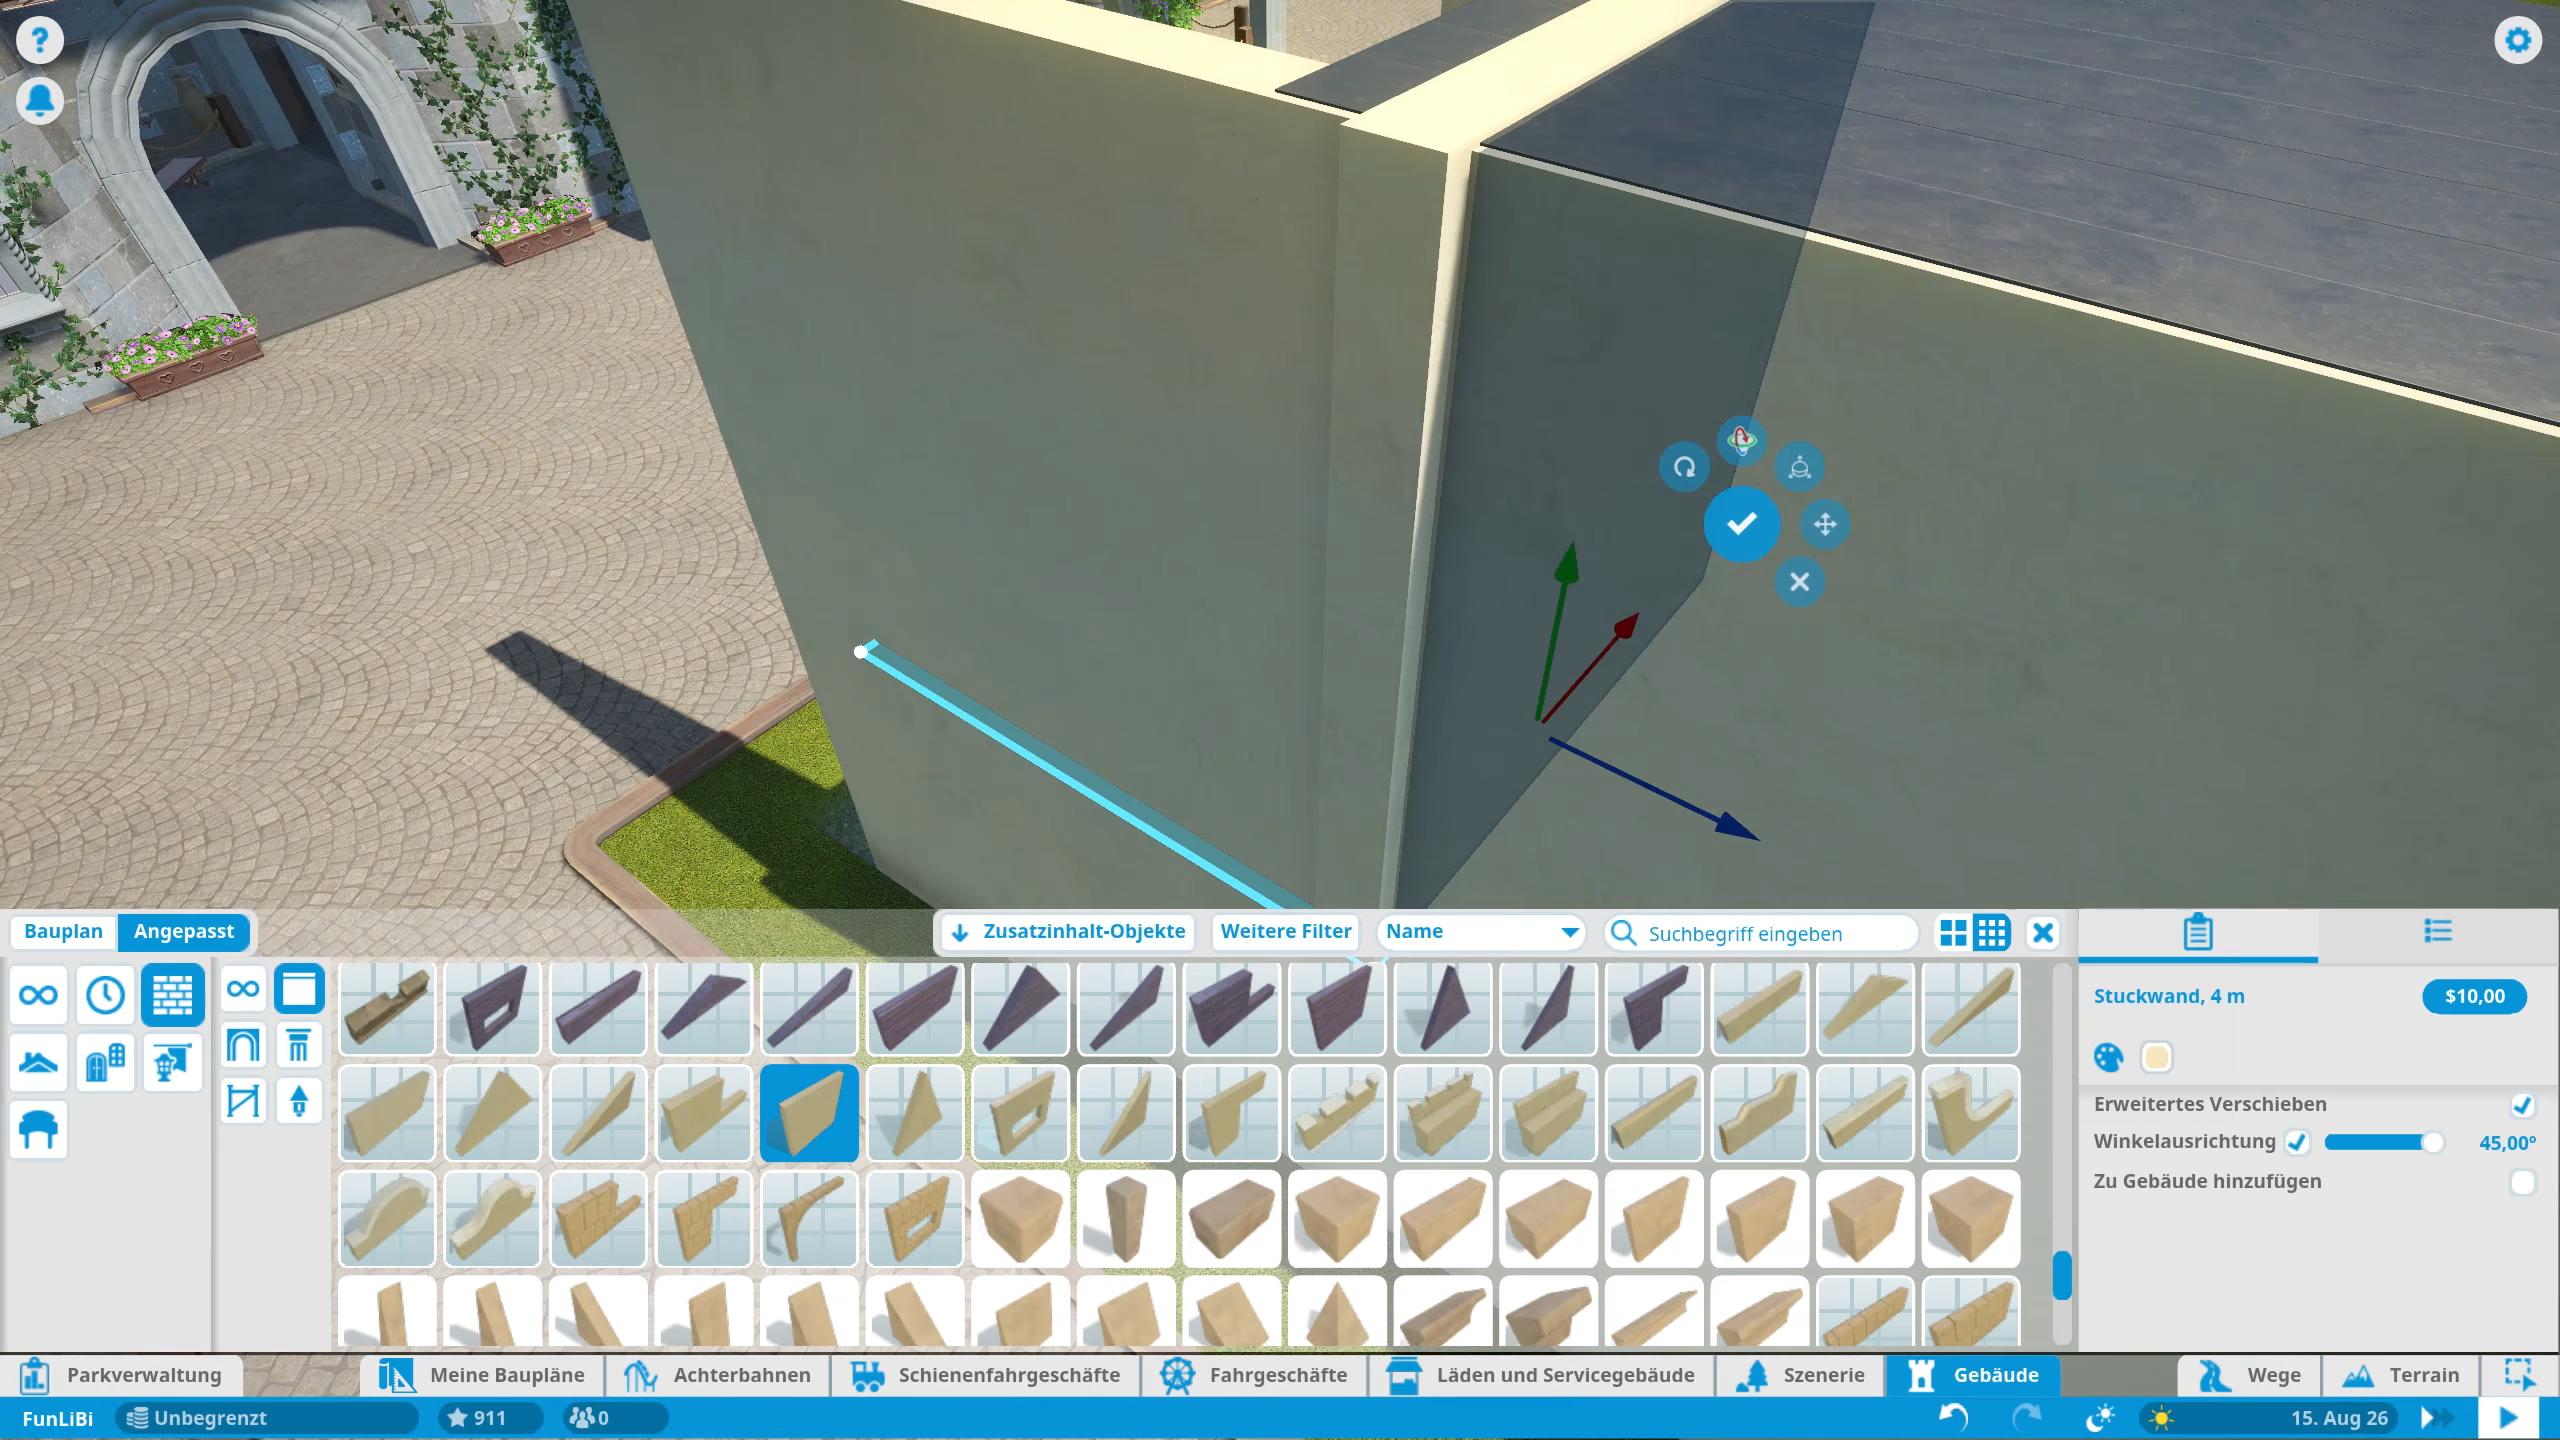 Bauplan
Angepasst
Zusatzinhalt-Objekte
Weitere Filter
Name
Suchbegriff eingeben
Stuckwand, 4 m
$10,00
Erweitertes Verschieben
Winkelausrichtung
45,00°
Zu Gebäude hinzufügen
Parkverwaltung
Meine Baupläne
Achterbahnen
Schienenfahrgeschäfte
Fahrgeschäfte
Läden und Servicegebäude
Szenerie
Gebäude
Wege
Terrain
FunLiBi
Unbegrenzt
911
0
15. Aug 26